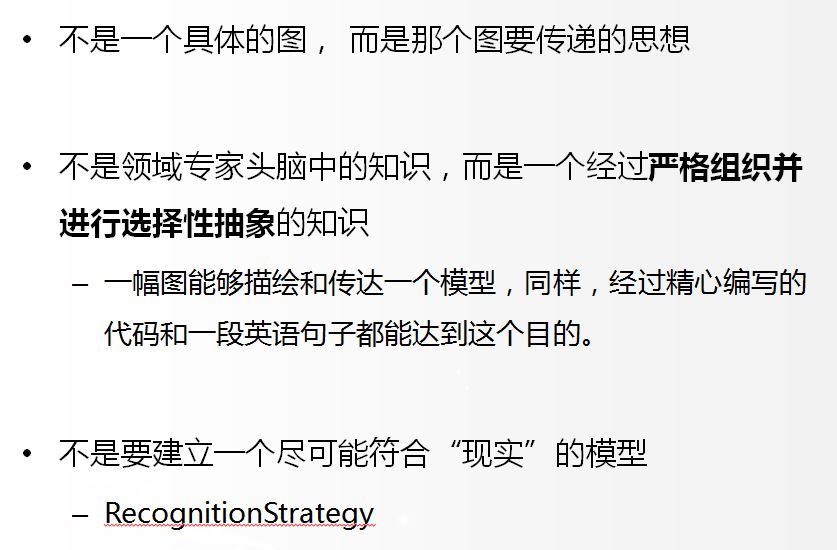 • 不是一个具体的图， 而是那个图要传递的思想
• 不是领域专家头脑中的知识，而是一个经过严格组织并
进行选择性抽象的知识
– 一幅图能够描绘和传达一个模型，同样，经过精心编写的
代码和一段英语句子都能达到这个目的。
• 不是要建立一个尽可能符合“现实”的模型
– RecognitionStrategy